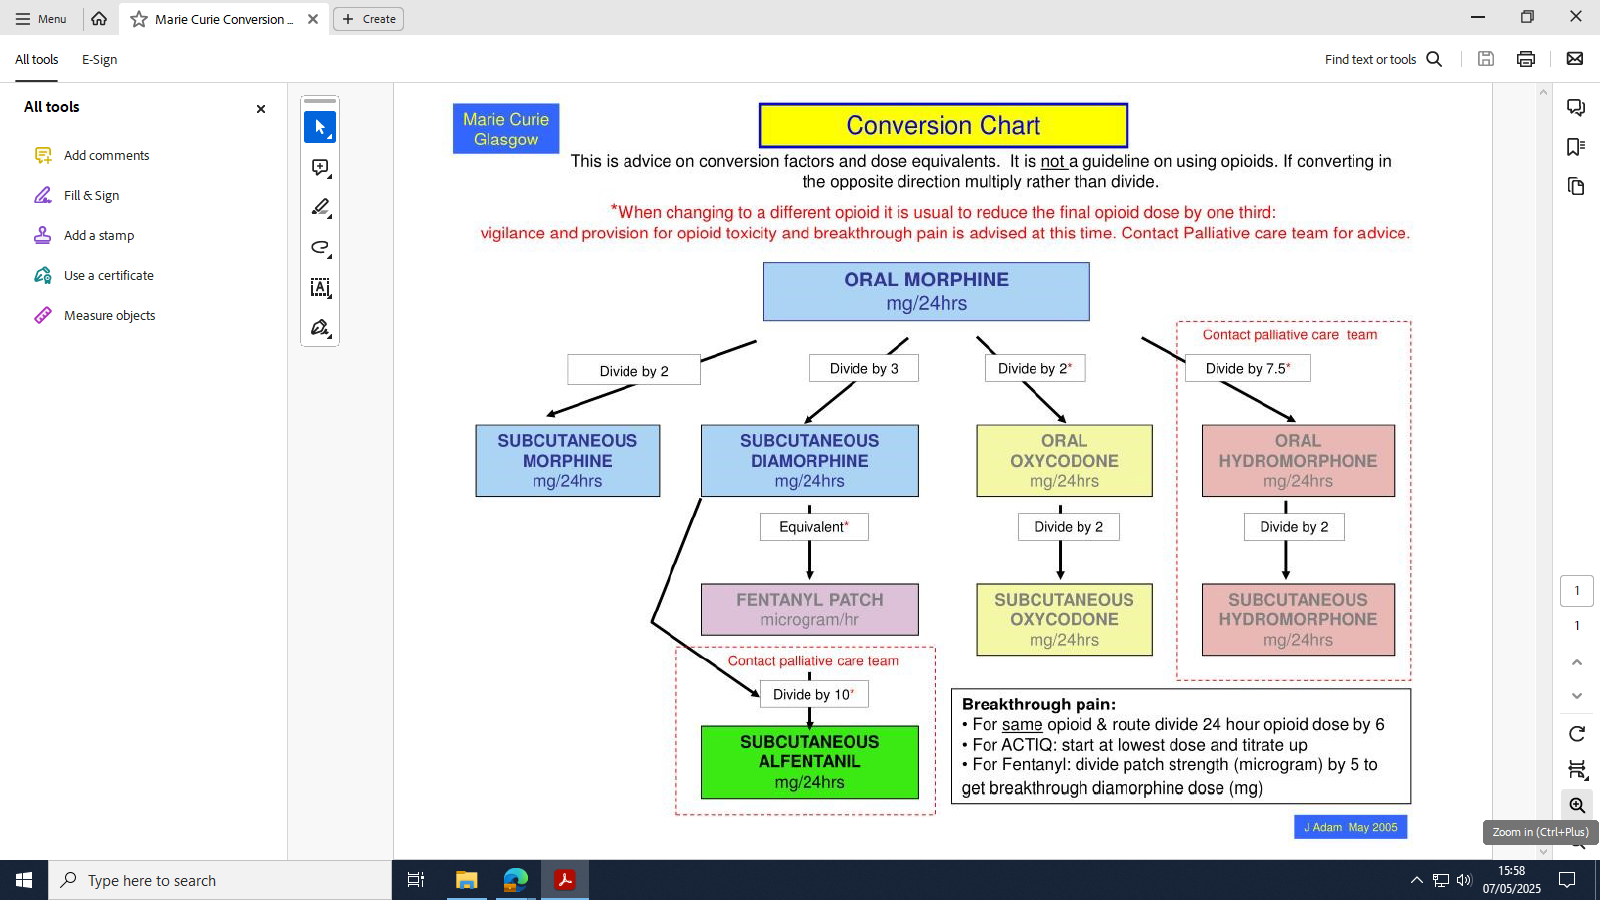 Menu
Marie Curie Conversion ...
Create
All tools
E-Sign
Find text or tools
All tools
Add comments
Fill & Sign
Add a stamp
Use a certificate
Measure objects
Marie Curie
Glasgow
Conversion Chart
This is advice on conversion factors and dose equivalents. It is not a guideline on using opioids. If converting in
the opposite direction multiply rather than divide.
*When changing to a different opioid it is usual to reduce the final opioid dose by one third:
vigilance and provision for opioid toxicity and breakthrough pain is advised at this time. Contact Palliative care team for advice.
ORAL MORPHINE
mg/24hrs
Contact palliative care team
Divide by 2
Divide by 3
Divide by 2*
Divide by 7.5*
SUBCUTANEOUS
MORPHINE
mg/24hrs
SUBCUTANEOUS
DIAMORPHINE
mg/24hrs
ORAL
OXYCODONE
mg/24hrs
ORAL
HYDROMORPHONE
mg/24hrs
Equivalent*
Divide by 2
Divide by 2
FENTANYL PATCH
microgram/hr
SUBCUTANEOUS
OXYCODONE
mg/24hrs
SUBCUTANEOUS
HYDROMORPHONE
mg/24hrs
Contact palliative care team
Divide by 10*
SUBCUTANEOUS
ALFENTANIL
mg/24hrs
Breakthrough pain:
• For same opioid & route divide 24 hour opioid dose by 6
• For ACTIQ: start at lowest dose and titrate up
• For Fentanyl: divide patch strength (microgram) by 5 to
get breakthrough diamorphine dose (mg)
J Adam May 2005
1
1
Zoom in (Ctrl+Plus)
Type here to search
15:58
07/05/2025